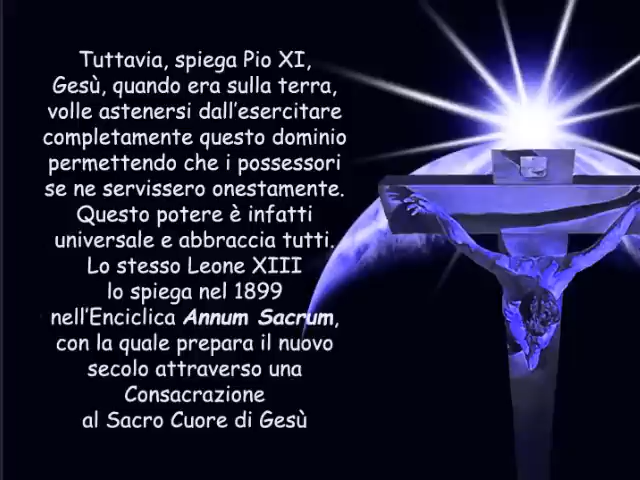 Tuttavia, spiega Pio XI,
Gesù, quando era sulla terra,
volle astenersi dall'esercitare
completamente questo dominio
permettendo che i possessori
se ne servissero onestamente.
Questo potere è infatti
universale e abbraccia tutti.
Lo stesso Leone XIII
lo spiega nel 1899
nell'Enciclica Annum Sacrum,
con la quale prepara il nuovo
secolo attraverso una
Consacrazione
al Sacro Cuore di Gesù